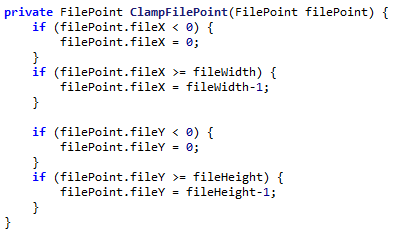 private FilePoint ClampFilePoint(FilePoint filePoint) {
    if (filePoint.fileX < 0) {
        filePoint.fileX = 0;
    }
    if (filePoint.fileX >= fileWidth) {
        filePoint.fileX = fileWidth-1;
    }

    if (filePoint.fileY < 0) {
        filePoint.fileY = 0;
    }
    if (filePoint.fileY >= fileHeight) {
        filePoint.fileY = fileHeight-1;
    }
}